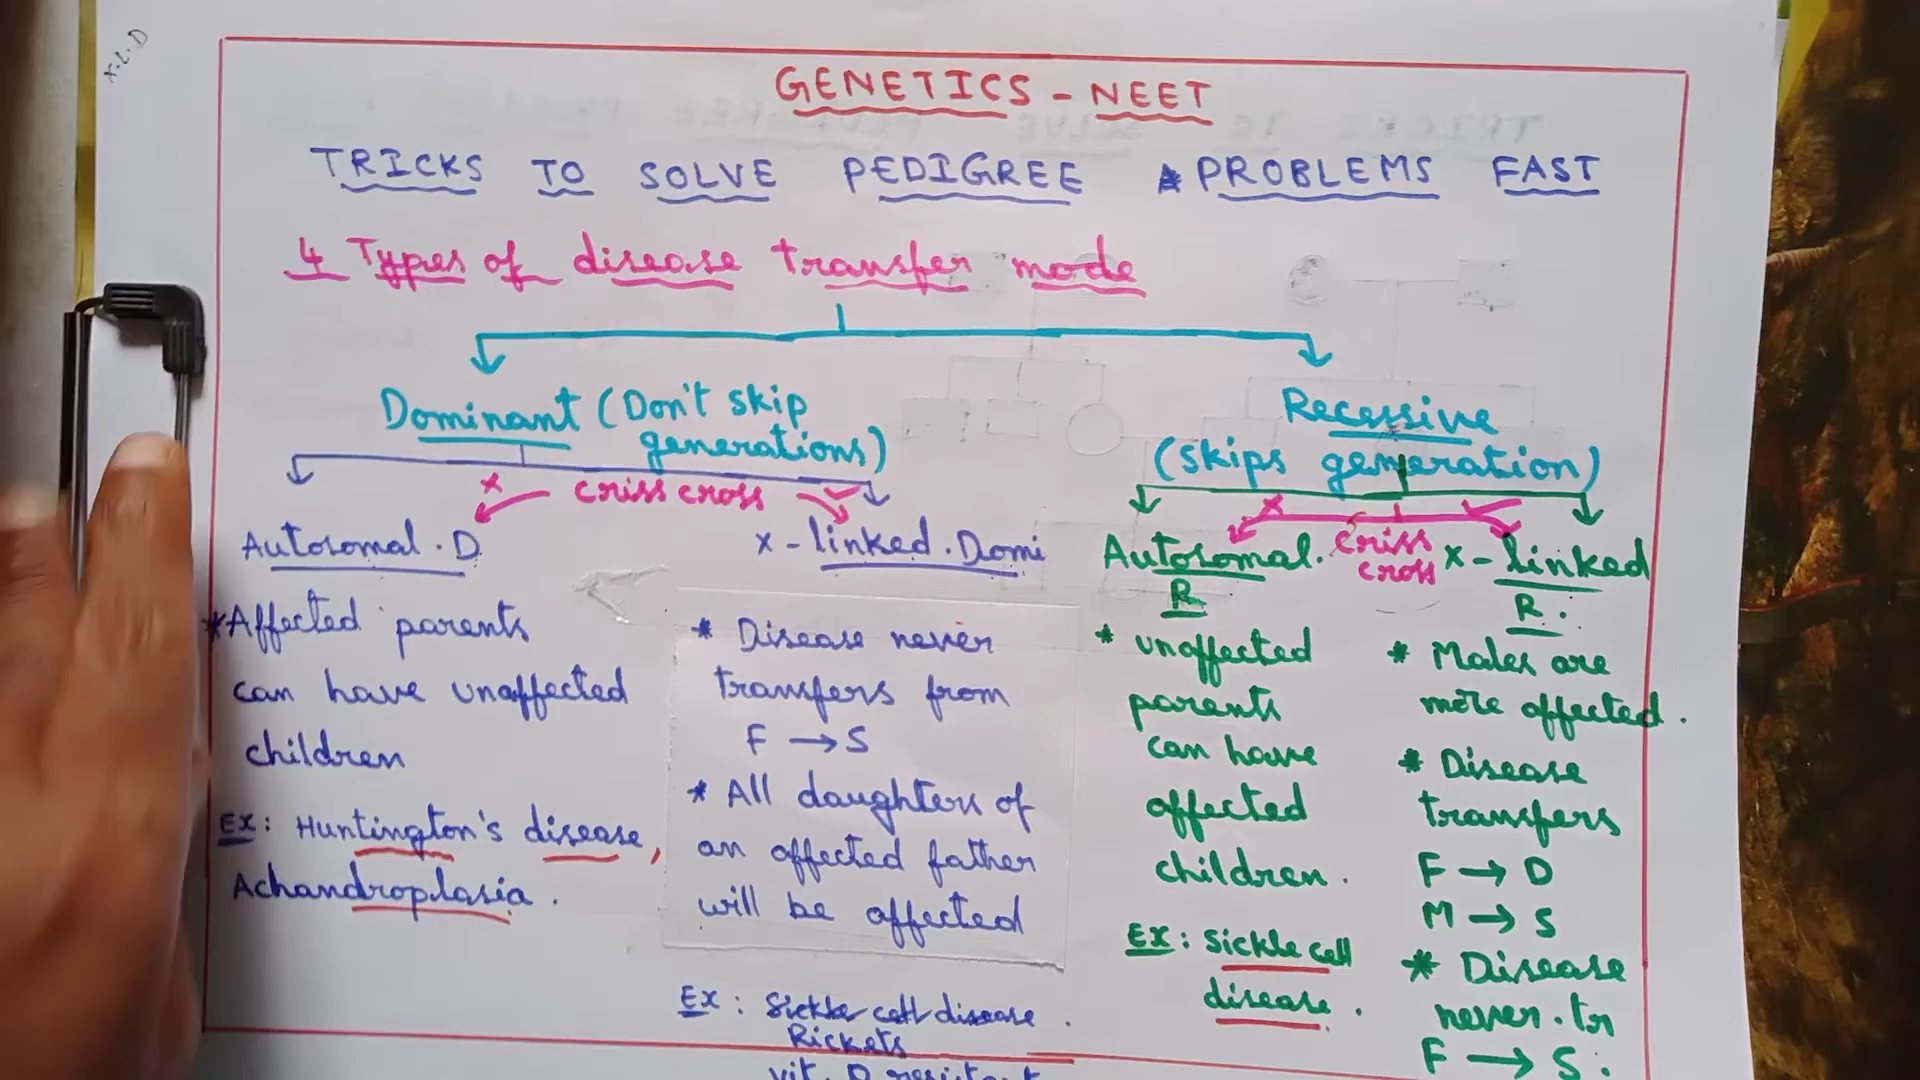 X-L-D
GENETICS - NEET
TRICKS TO SOLVE PEDIGREE PROBLEMS FAST
4 Types of disease transfer mode
Dominant (Don't skip
generations)
Recessive
(skips generation)
x criss cross ✓
x criss ✓
cross
Autosomal. D
x-linked. Domi
Autosomal.
R
x-linked
R.
* Affected parents
can have unaffected
children
Ex: Huntington's disease,
Achandroplasia.
* Disease never
transfers from
F → S
* All daughters of
an affected father
will be affected
Ex: Sickle cell disease.
Rickets
vit. D resistant
* unaffected
parents
can have
affected
children.
Ex: Sickle cell
disease.
* Males are
more affected.
* Disease
transfers
F → D
M → S
* Disease
never. tr
F → S.